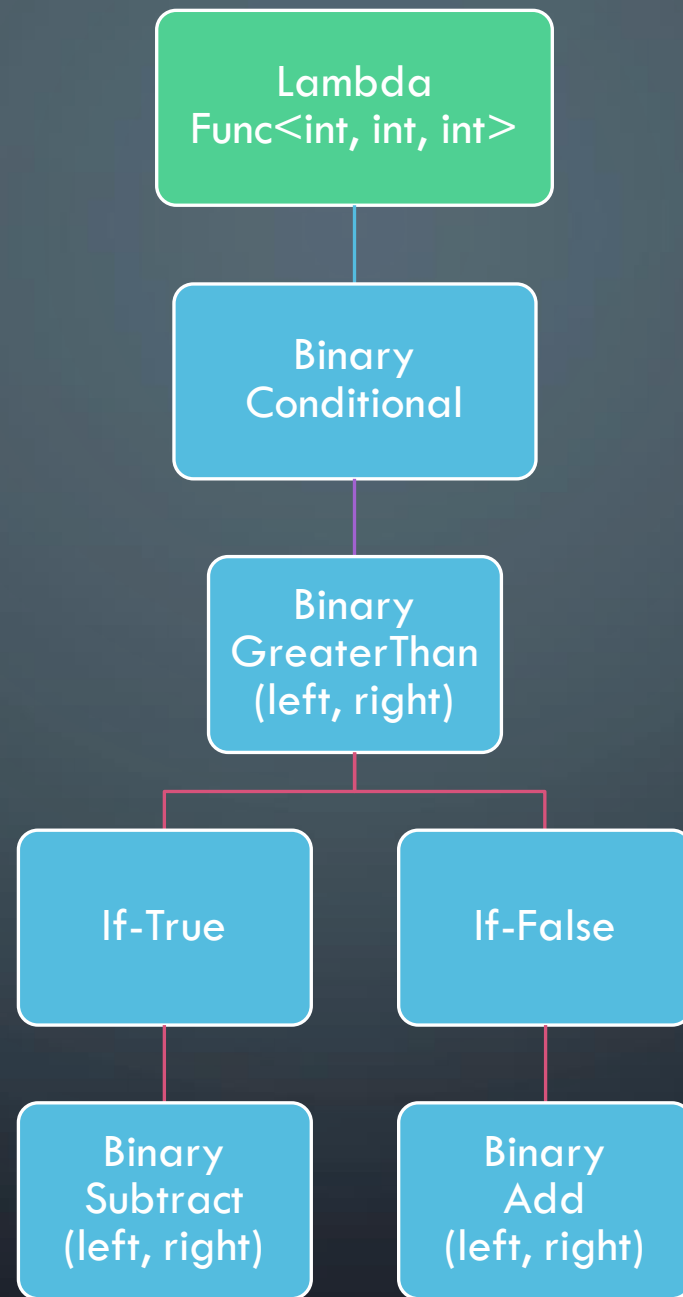 Lambda
Func<int, int, int>
Binary
Conditional
Binary
GreaterThan
(left, right)
If-True
If-False
Binary
Subtract
(left, right)
Binary
Add
(left, right)